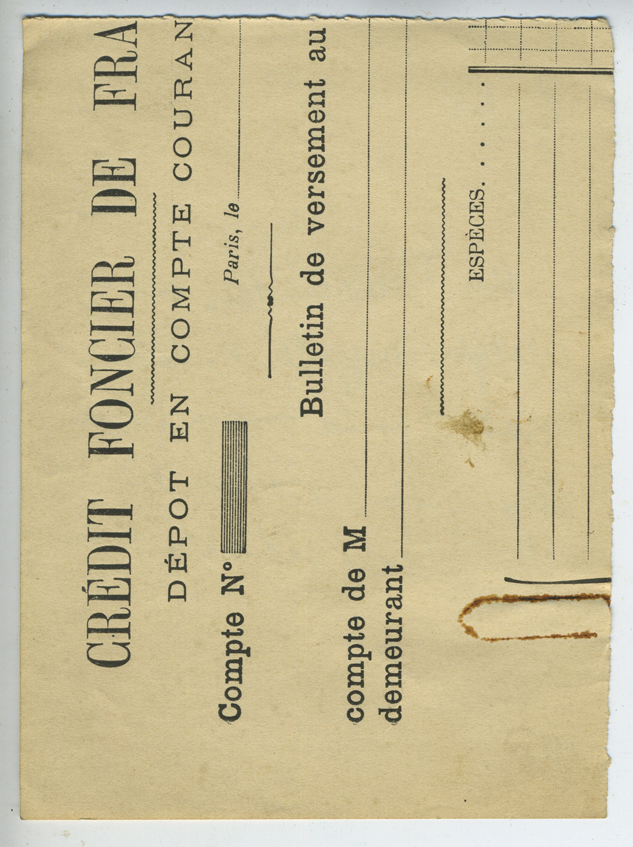 CRÉDIT FONCIER DE FRA
DÉPOT EN COMPTE COURAN
Compte N° Paris, le
Bulletin de versement au
compte de M
demeurant
ESPÈCES. . . . . .